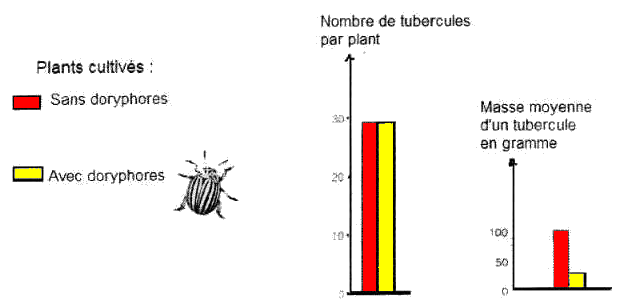 Nombre de tubercules
par plant
Plants cultivés :
Sans doryphores
Avec doryphores
30
20
10
0
Masse moyenne
d'un tubercule
en gramme
100
50
0